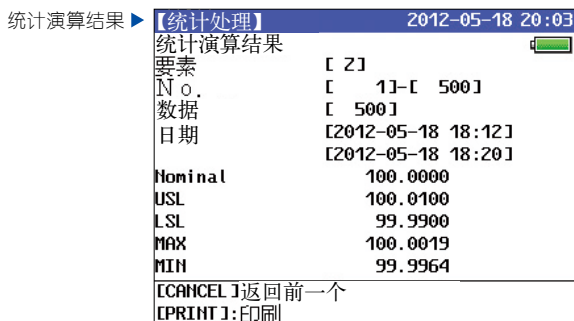 统计演算结果 ▶
【统计处理】 2012-05-18 20:03
统计演算结果
要素 [ Z]
No. [ 1]-[ 500]
数据 [ 500]
日期 [2012-05-18 18:12]
[2012-05-18 18:20]
Nominal 100.0000
USL 100.0100
LSL 99.9900
MAX 100.0019
MIN 99.9964
[CANCEL]返回前一个
[PRINT]:印刷